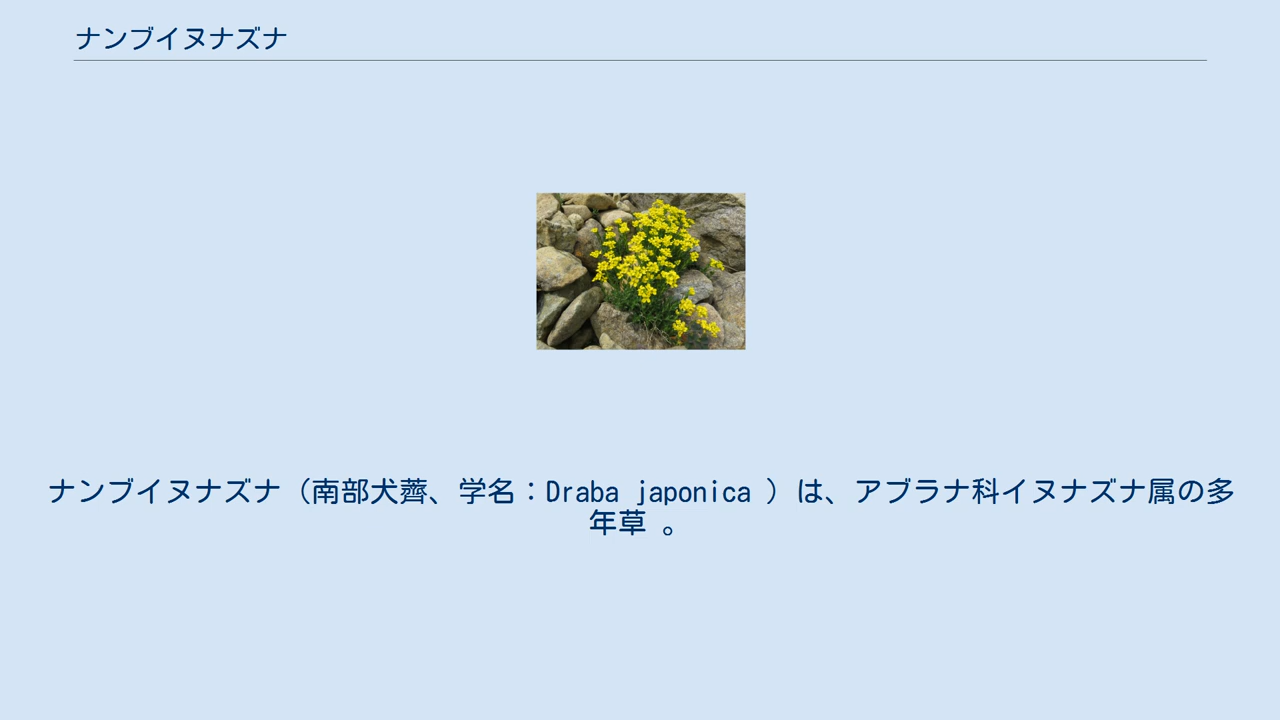 ナンブイヌナズナ
ナンブイヌナズナ（南部犬薺、学名：Draba japonica ）は、アブラナ科イヌナズナ属の多
年草 。